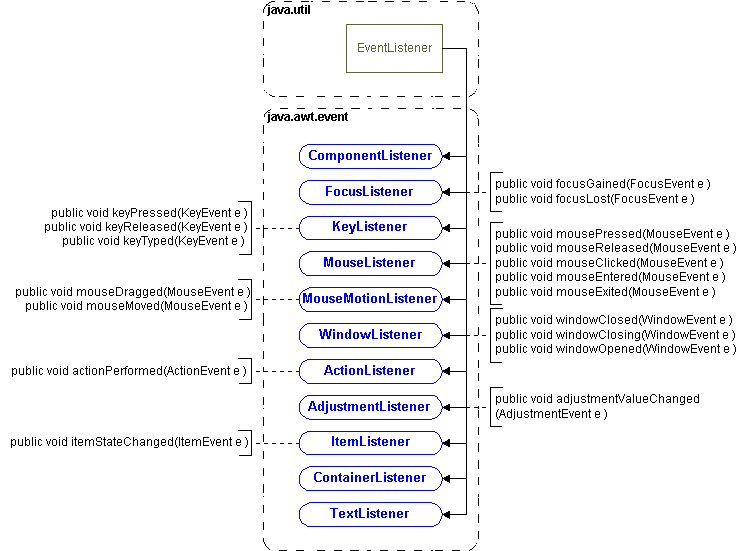 java.util
EventListener
java.awt.event
ComponentListener
FocusListener
public void focusGained(FocusEvent e )
public void focusLost(FocusEvent e )
public void keyPressed(KeyEvent e )
public void keyReleased(KeyEvent e )
public void keyTyped(KeyEvent e )
KeyListener
MouseListener
public void mousePressed(MouseEvent e )
public void mouseReleased(MouseEvent e )
public void mouseClicked(MouseEvent e )
public void mouseEntered(MouseEvent e )
public void mouseExited(MouseEvent e )
public void mouseDragged(MouseEvent e )
public void mouseMoved(MouseEvent e )
MouseMotionListener
WindowListener
public void windowClosed(WindowEvent e )
public void windowClosing(WindowEvent e )
public void windowOpened(WindowEvent e )
public void actionPerformed(ActionEvent e )
ActionListener
AdjustmentListener
public void adjustmentValueChanged
(AdjustmentEvent e )
public void itemStateChanged(ItemEvent e )
ItemListener
ContainerListener
TextListener